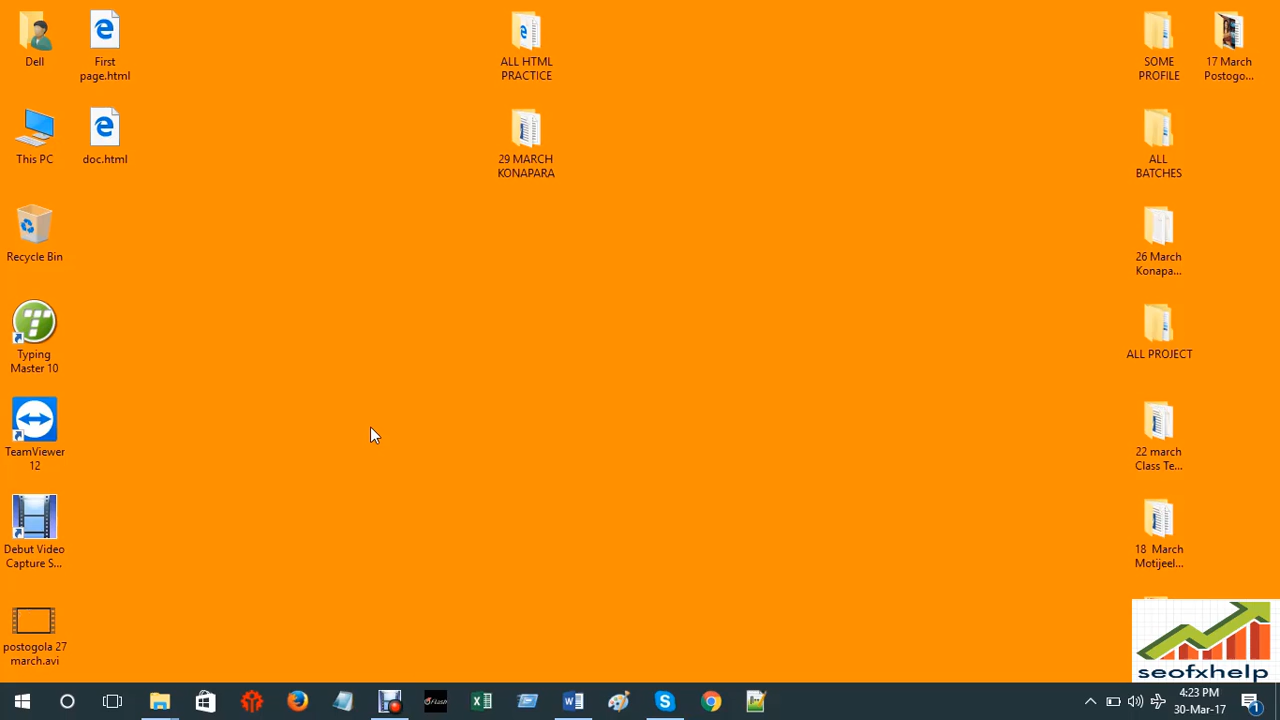 Dell
First
page.html
ALL HTML
PRACTICE
SOME
PROFILE
17 March
Postogo...
This PC
doc.html
29 MARCH
KONAPARA
ALL
BATCHES
Recycle Bin
26 March
Konapa...
Typing
Master 10
ALL PROJECT
TeamViewer
12
22 march
Class Te...
Debut Video
Capture S...
18 March
Motijeel...
postogola 27
march.avi
seofxhelp
Flash
4:23 PM
30-Mar-17
1